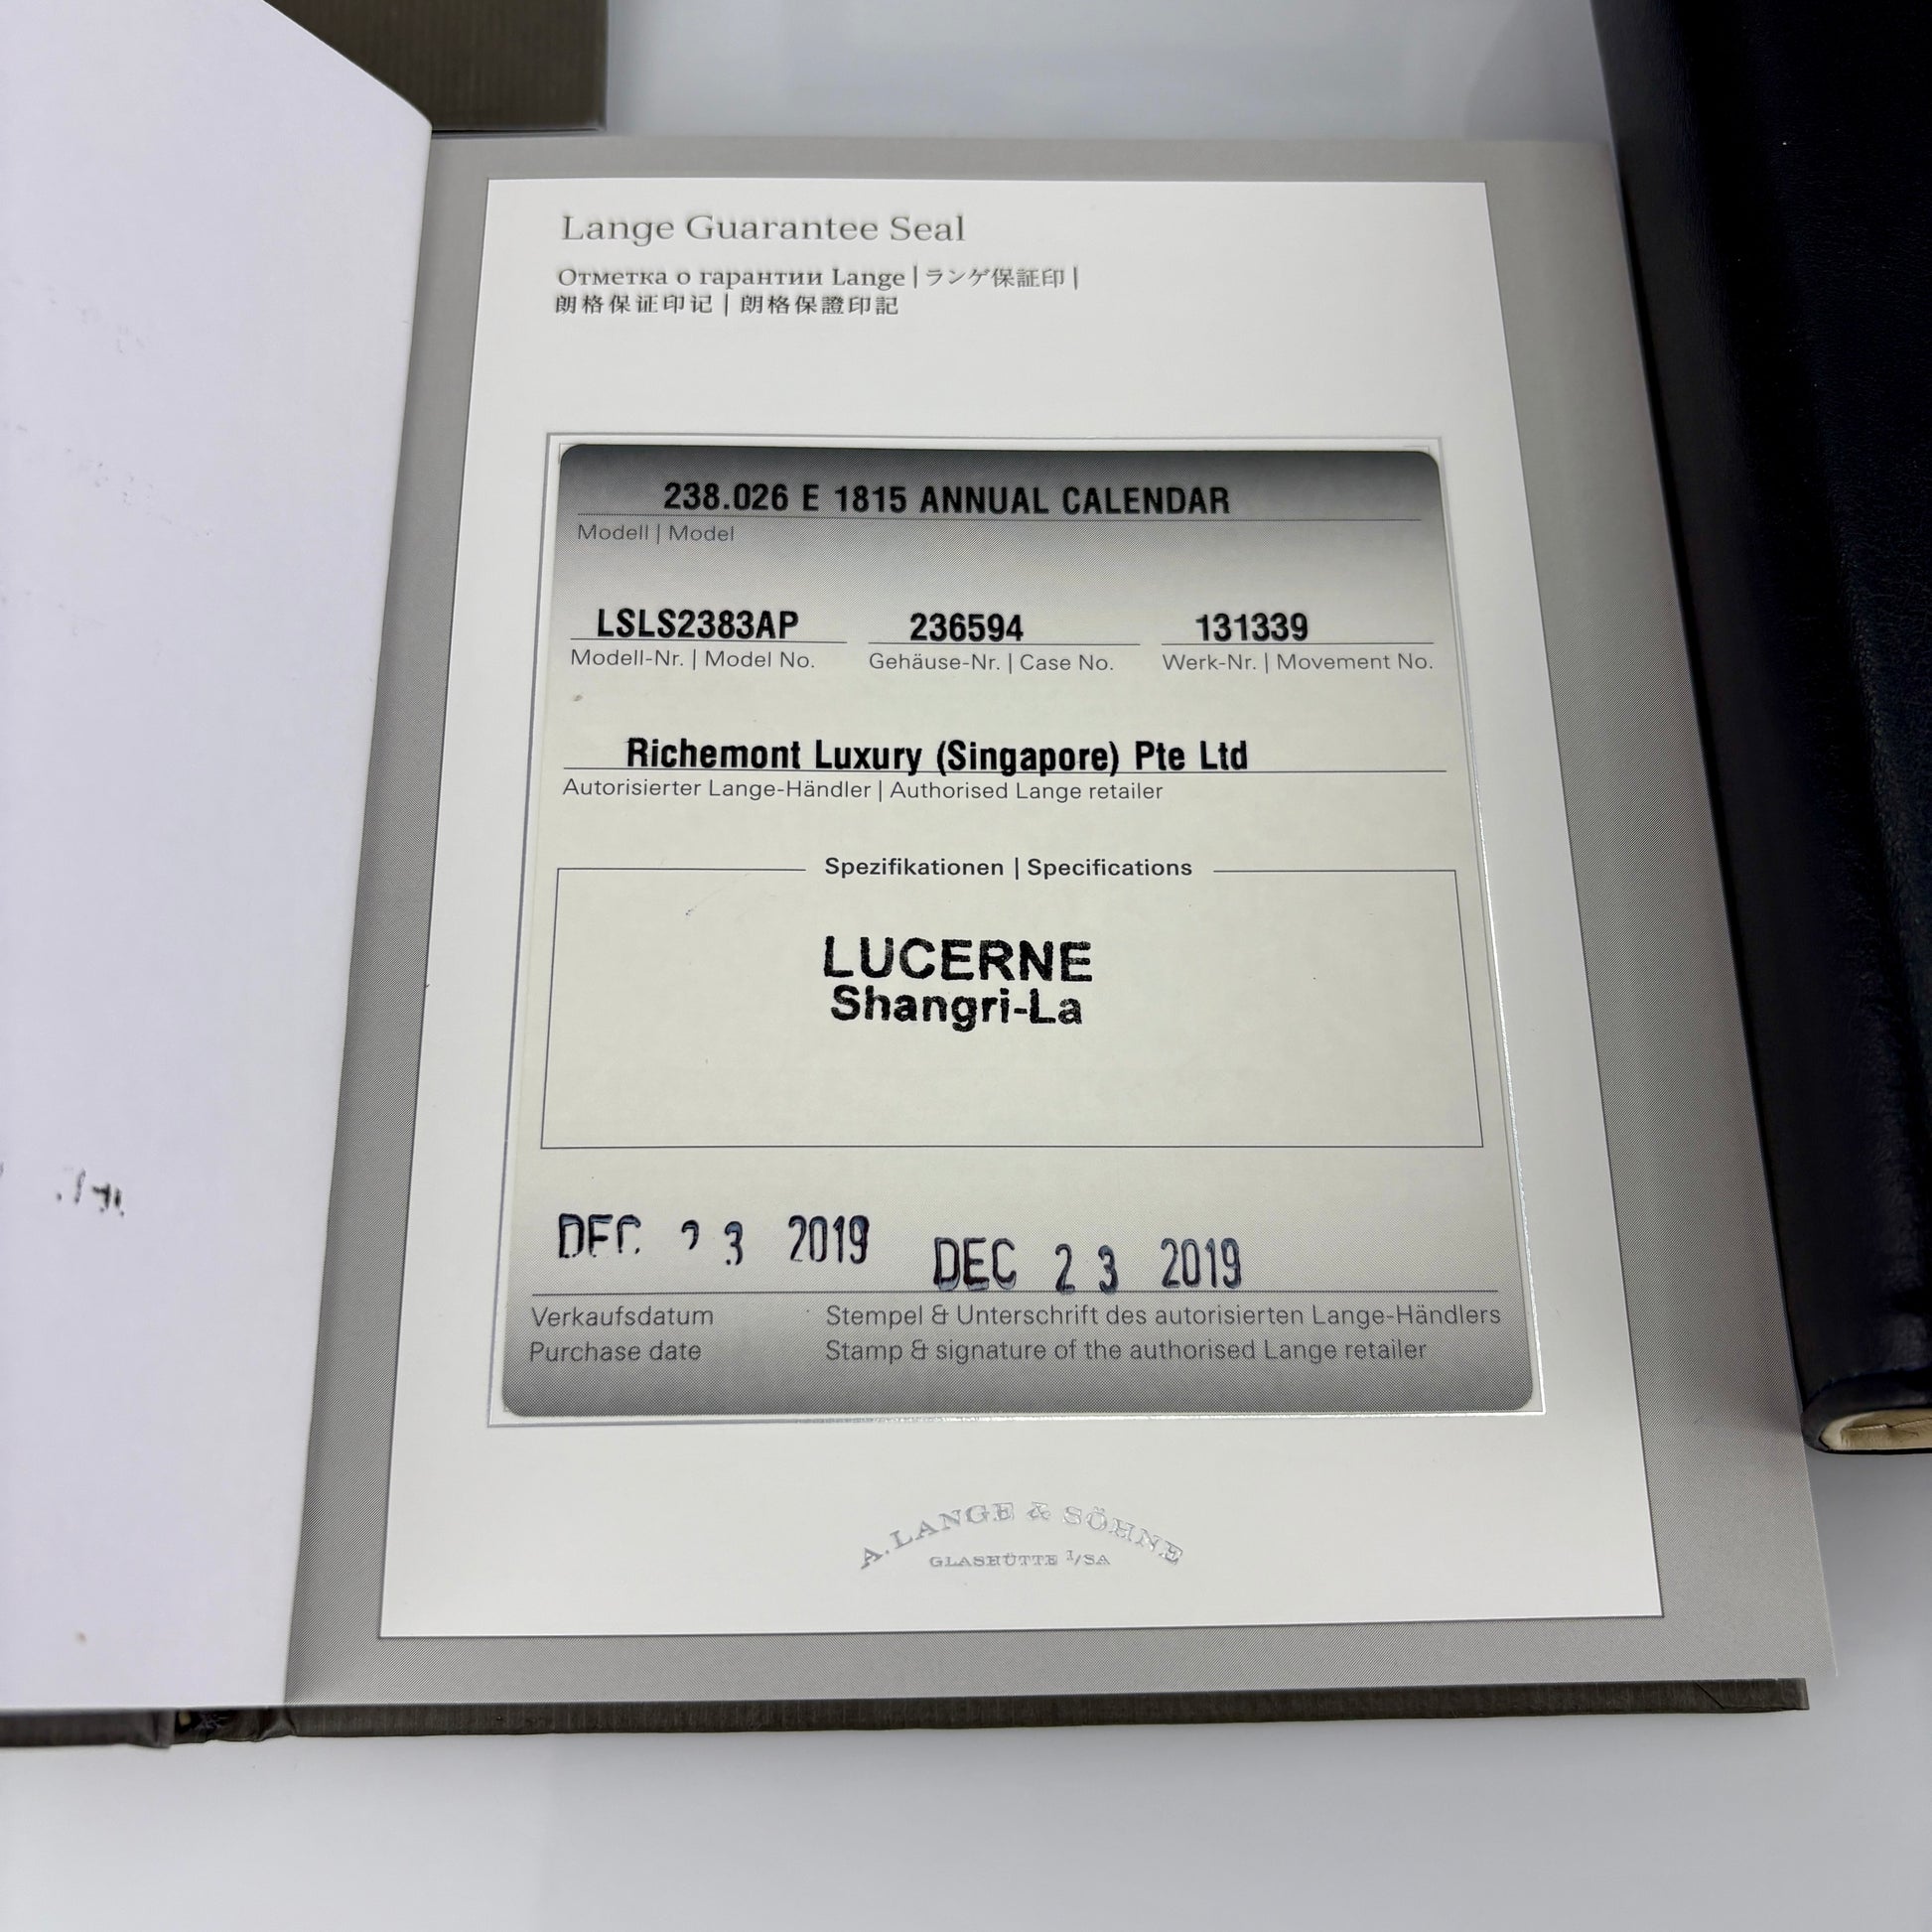 Lange Guarantee Seal
Отметка о гарантии Lange | ランゲ保証印 |
朗格保证印记 | 朗格保證印記
238.026 E 1815 ANNUAL CALENDAR
Modell | Model
LSLS2383AP 236594 131339
Modell-Nr. | Model No. Gehäuse-Nr. | Case No. Werk-Nr. | Movement No.
Richemont Luxury (Singapore) Pte Ltd
Autorisierter Lange-Händler | Authorised Lange retailer
Spezifikationen | Specifications
LUCERNE
Shangri-La
DEC 23 2019 DEC 23 2019
Verkaufsdatum Stempel & Unterschrift des autorisierten Lange-Händlers
Purchase date Stamp & signature of the authorised Lange retailer
A. LANGE & SÖHNE
GLASHÜTTE I/SA